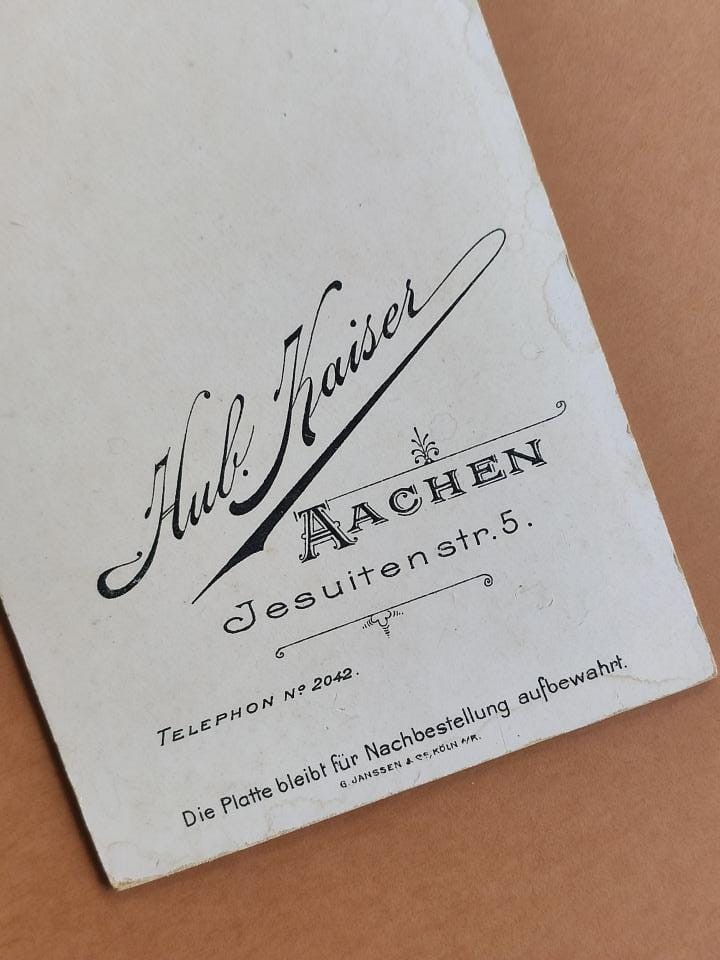 Hub. Kaiser
AACHEN
Jesuitenstr. 5.
TELEPHON Nº 2042.
Die Platte bleibt für Nachbestellung aufbewahrt.
G. JANSSEN & Cº., KÖLN A/R.